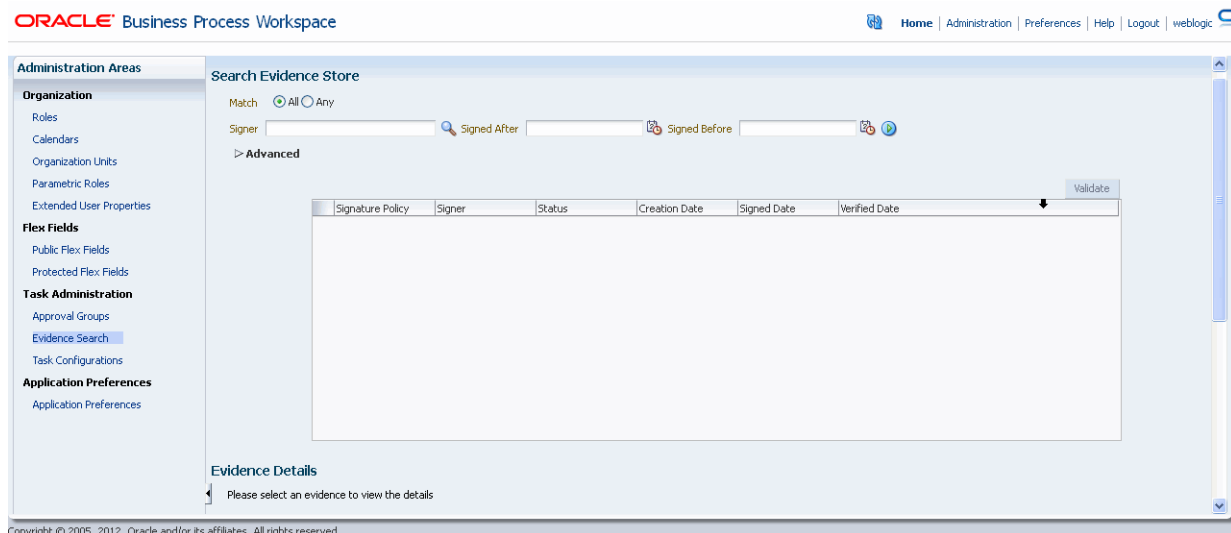 ORACLE Business Process Workspace
Home | Administration | Preferences | Help | Logout | weblogic
Administration Areas
Organization
Roles
Calendars
Organization Units
Parametric Roles
Extended User Properties
Flex Fields
Public Flex Fields
Protected Flex Fields
Task Administration
Approval Groups
Evidence Search
Task Configurations
Application Preferences
Application Preferences
Search Evidence Store
Match All Any
Signer Signed After Signed Before
Advanced
Validate
Signature Policy Signer Status Creation Date Signed Date Verified Date
Evidence Details
Please select an evidence to view the details
Copyright © 2005, 2012, Oracle and/or its affiliates. All rights reserved.